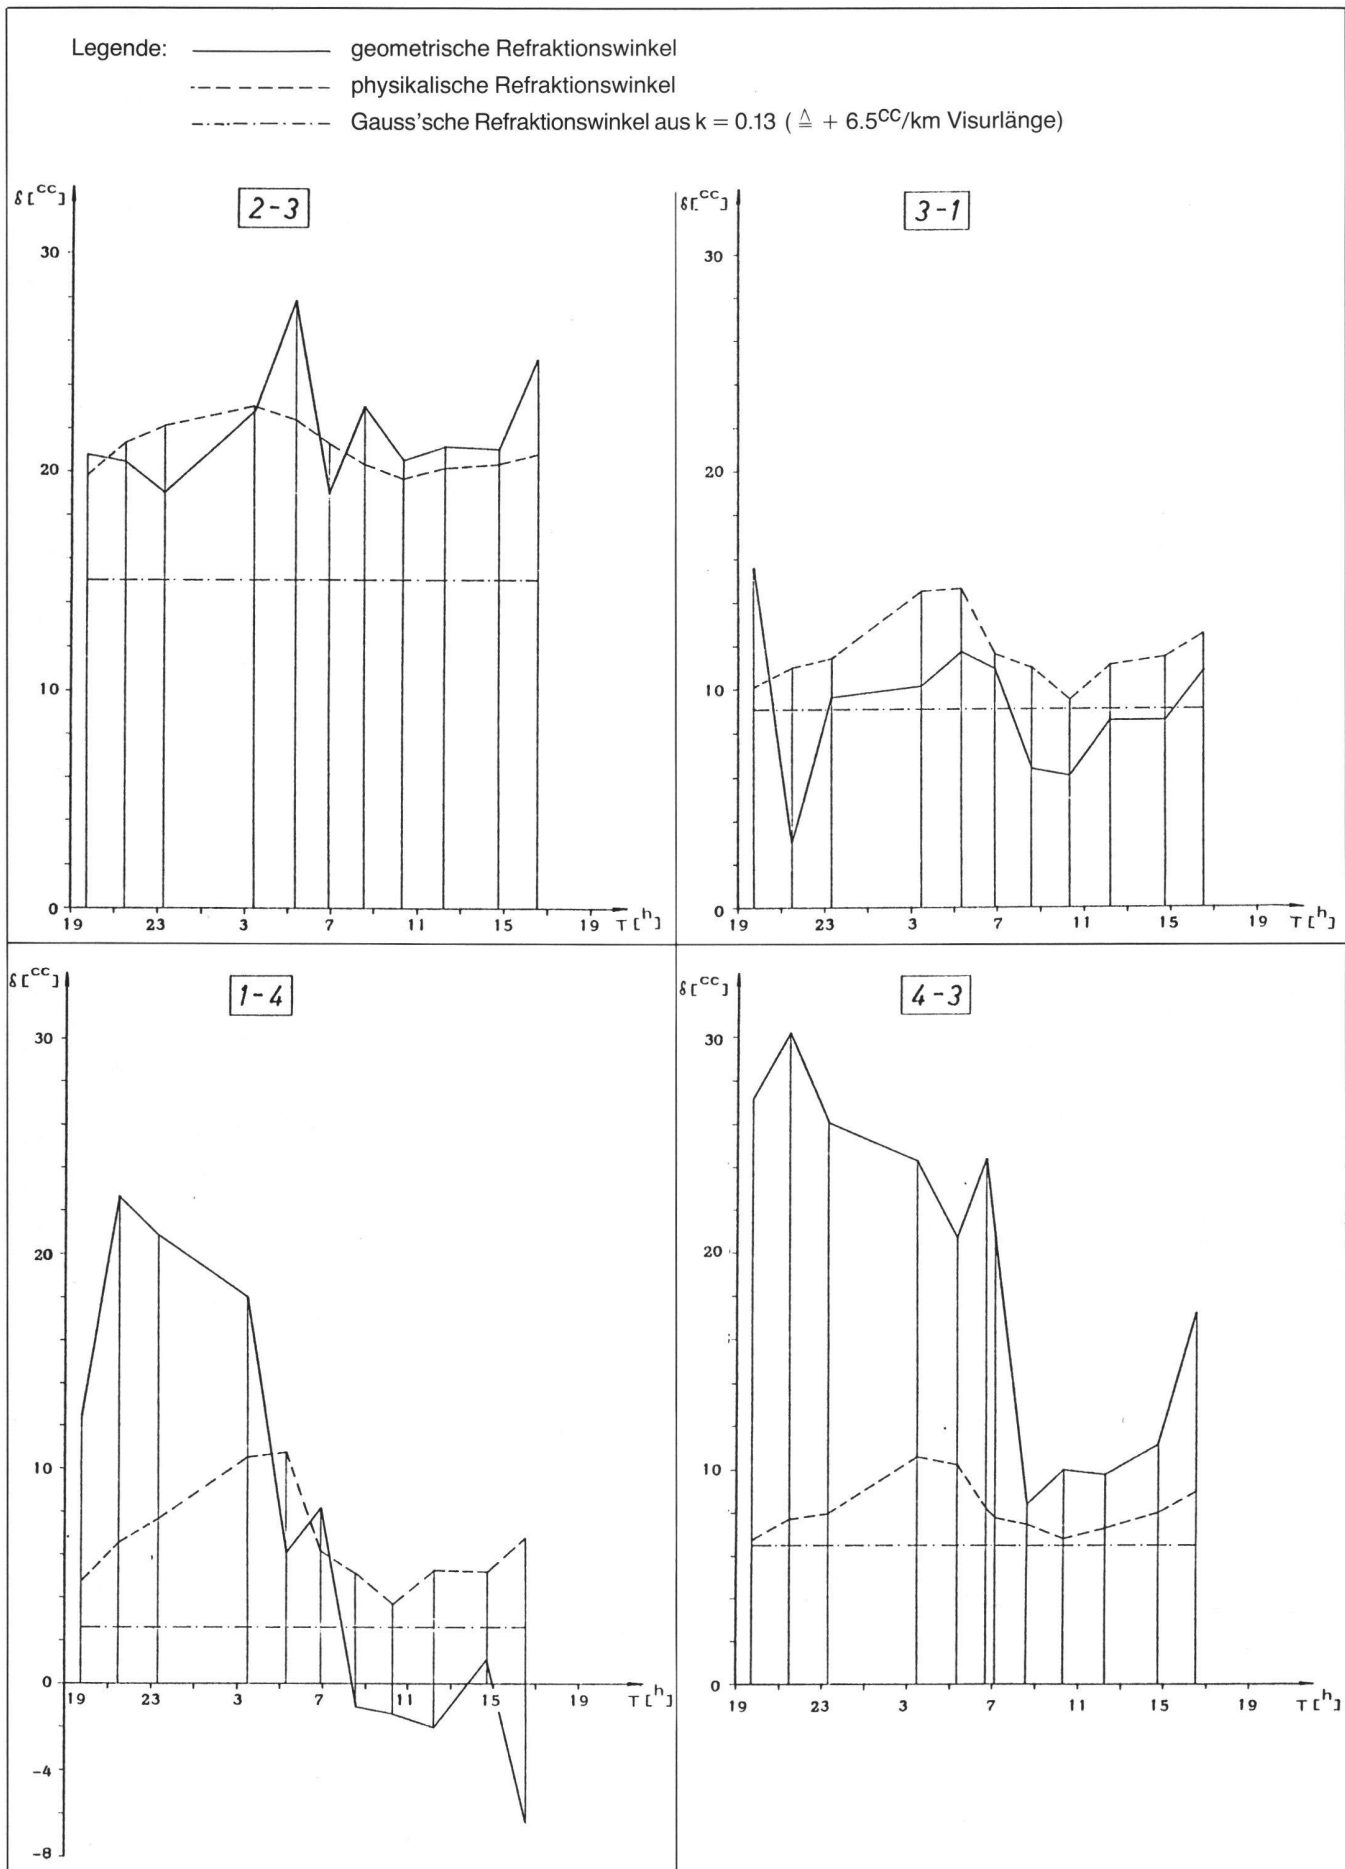 Legende: geometrische Refraktionswinkel
physikalische Refraktionswinkel
Gauss'sche Refraktionswinkel aus k = 0.13 ( ≙ + 6.5cc/km Visurlänge)
δ[cc]
2-3
30
20
10
0
19 23 3 7 11 15 19 T[h]
δ[cc]
3-1
30
20
10
0
19 23 3 7 11 15 19 T[h]
δ[cc]
1-4
30
20
10
0
19 23 3 7 11 15 19 T[h]
-4
-8
δ[cc]
4-3
30
20
10
0
19 23 3 7 11 15 19 T[h]